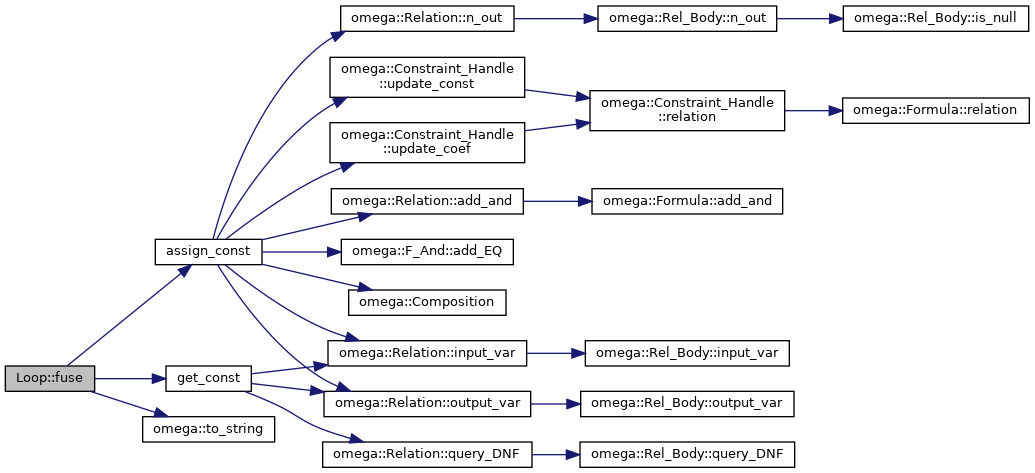 Loop::fuse
assign_const
get_const
omega::to_string
omega::Relation::n_out
omega::Constraint_Handle
::update_const
omega::Constraint_Handle
::update_coef
omega::Relation::add_and
omega::F_And::add_EQ
omega::Composition
omega::Relation::input_var
omega::Relation::output_var
omega::Relation::query_DNF
omega::Rel_Body::n_out
omega::Constraint_Handle
::relation
omega::Formula::add_and
omega::Rel_Body::input_var
omega::Rel_Body::output_var
omega::Rel_Body::query_DNF
omega::Rel_Body::is_null
omega::Formula::relation